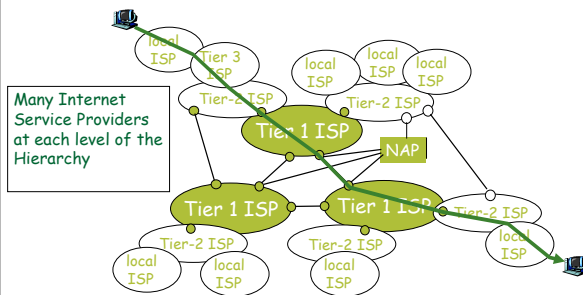 local
ISP
Tier 3
ISP
local
ISP
local
ISP
local
ISP
Tier-2 ISP
Tier-2 ISP
Many Internet
Service Providers
at each level of the
Hierarchy
Tier 1 ISP
NAP
Tier 1 ISP
Tier 1 ISP
Tier-2 ISP
Tier-2 ISP
Tier-2 ISP
local
ISP
local
ISP
local
ISP
local
ISP